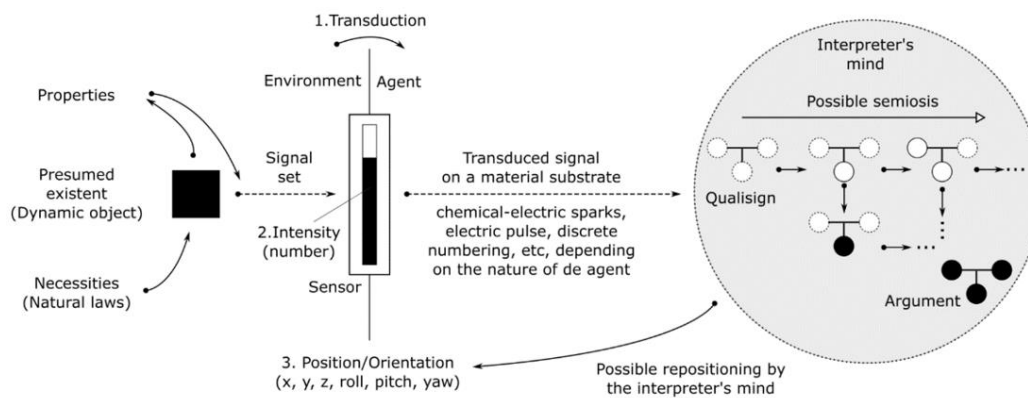 1.Transduction
Environment
Agent
Properties
Presumed existent
(Dynamic object)
Necessities
(Natural laws)
Signal
set
2.Intensity
(number)
Sensor
Transduced signal
on a material substrate
chemical-electric sparks,
electric pulse, discrete
numbering, etc, depending
on the nature of de agent
3. Position/Orientation
(x, y, z, roll, pitch, yaw)
Possible repositioning by
the interpreter's mind
Interpreter's
mind
Possible semiosis
Qualisign
Argument